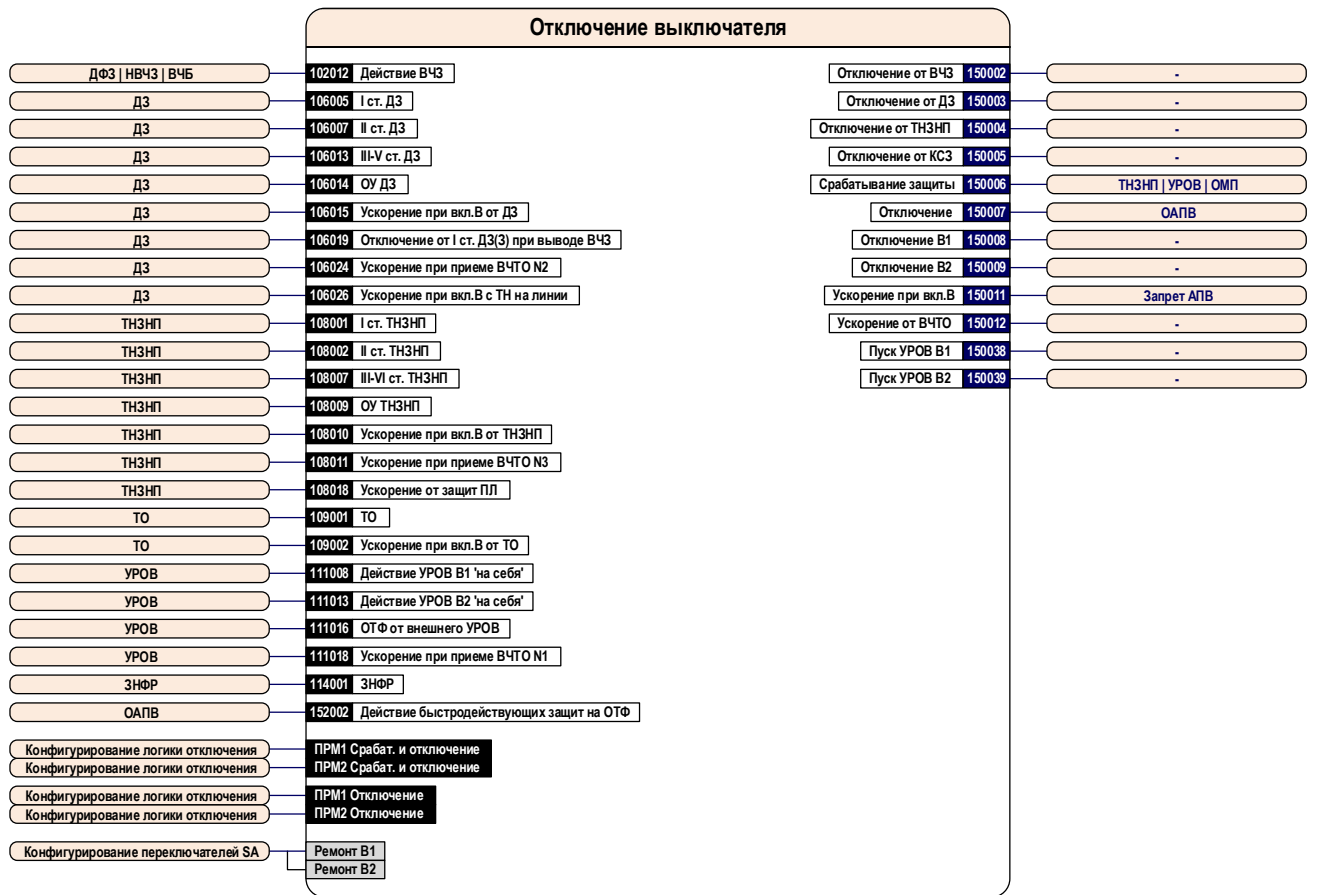 Отключение выключателя
ДФЗ | НВЧЗ | ВЧБ 102012 Действие ВЧЗ Отключение от ВЧЗ 150002 -
ДЗ 106005 I ст. ДЗ Отключение от ДЗ 150003 -
ДЗ 106007 II ст. ДЗ Отключение от ТНЗНП 150004 -
ДЗ 106013 III-V ст. ДЗ Отключение от КСЗ 150005 -
ДЗ 106014 ОУ ДЗ Срабатывание защиты 150006 ТНЗНП | УРОВ | ОМП
ДЗ 106015 Ускорение при вкл.В от ДЗ Отключение 150007 ОАПВ
ДЗ 106019 Отключение от I ст. ДЗ(З) при выводе ВЧЗ Отключение В1 150008 -
ДЗ 106024 Ускорение при приеме ВЧТО N2 Отключение В2 150009 -
ДЗ 106026 Ускорение при вкл.В с ТН на линии Ускорение при вкл.В 150011 Запрет АПВ
ТНЗНП 108001 I ст. ТНЗНП Ускорение от ВЧТО 150012 -
ТНЗНП 108002 II ст. ТНЗНП Пуск УРОВ В1 150038 -
ТНЗНП 108007 III-VI ст. ТНЗНП Пуск УРОВ В2 150039 -
ТНЗНП 108009 ОУ ТНЗНП
ТНЗНП 108010 Ускорение при вкл.В от ТНЗНП
ТНЗНП 108011 Ускорение при приеме ВЧТО N3
ТНЗНП 108018 Ускорение от защит ПЛ
ТО 109001 ТО
ТО 109002 Ускорение при вкл.В от ТО
УРОВ 111008 Действие УРОВ В1 'на себя'
УРОВ 111013 Действие УРОВ В2 'на себя'
УРОВ 111016 ОТФ от внешнего УРОВ
УРОВ 111018 Ускорение при приеме ВЧТО N1
ЗНФР 114001 ЗНФР
ОАПВ 152002 Действие быстродействующих защит на ОТФ
Конфигурирование логики отключения ПРМ1 Срабат. и отключение
Конфигурирование логики отключения ПРМ2 Срабат. и отключение
Конфигурирование логики отключения ПРМ1 Отключение
Конфигурирование логики отключения ПРМ2 Отключение
Конфигурирование переключателей SA Ремонт В1
Ремонт В2